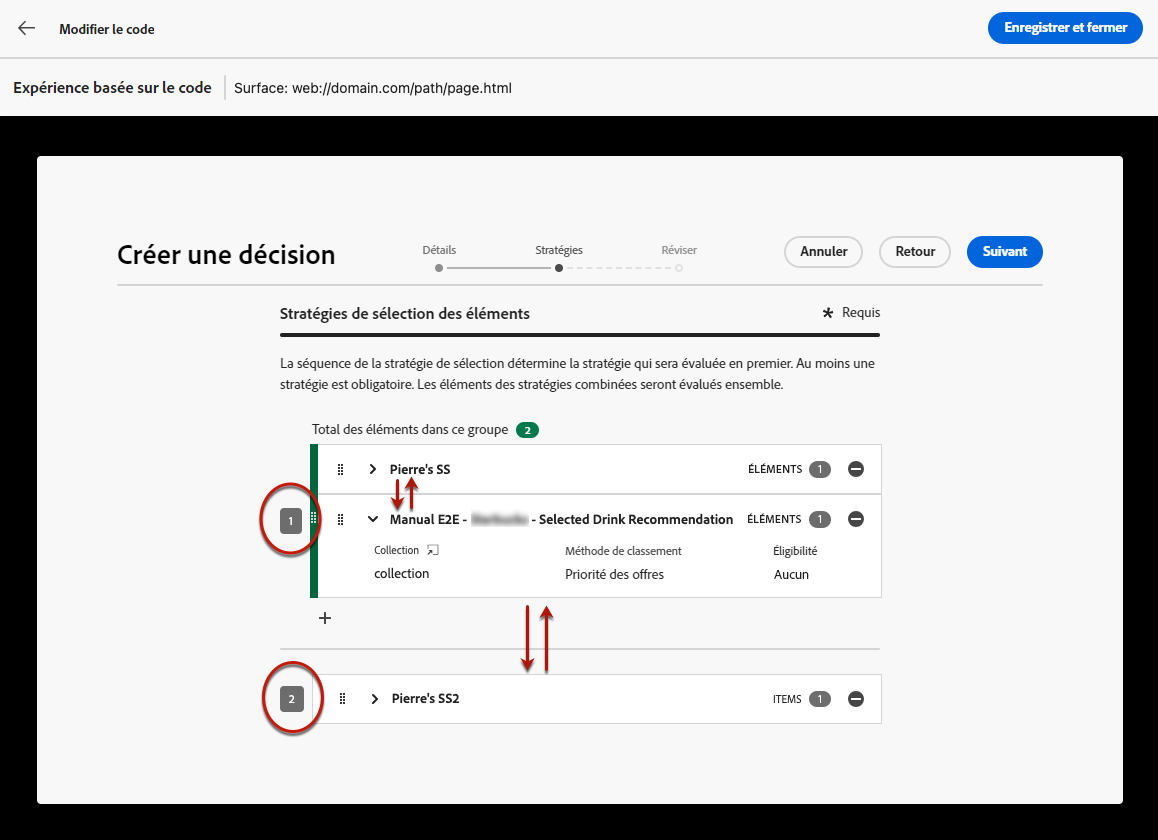 Modifier le code
Enregistrer et fermer
Expérience basée sur le code
Surface: web://domain.com/path/page.html
Créer une décision
Détails
Stratégies
Réviser
Annuler
Retour
Suivant
Stratégies de sélection des éléments
* Requis
La séquence de la stratégie de sélection détermine la stratégie qui sera évaluée en premier. Au moins une
stratégie est obligatoire. Les éléments des stratégies combinées seront évalués ensemble.
Total des éléments dans ce groupe 2
Pierre's SS
ÉLÉMENTS 1
1
Manual E2E - - Selected Drink Recommendation
ÉLÉMENTS 1
Collection
Méthode de classement
Éligibilité
collection
Priorité des offres
Aucun
2
Pierre's SS2
ITEMS 1